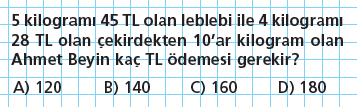 5 kilogramı 45 TL olan leblebi ile 4 kilogramı
28 TL olan çekirdekten 10’ar kilogram olan
Ahmet Beyin kaç TL ödemesi gerekir?
A) 120 B) 140 C) 160 D) 180